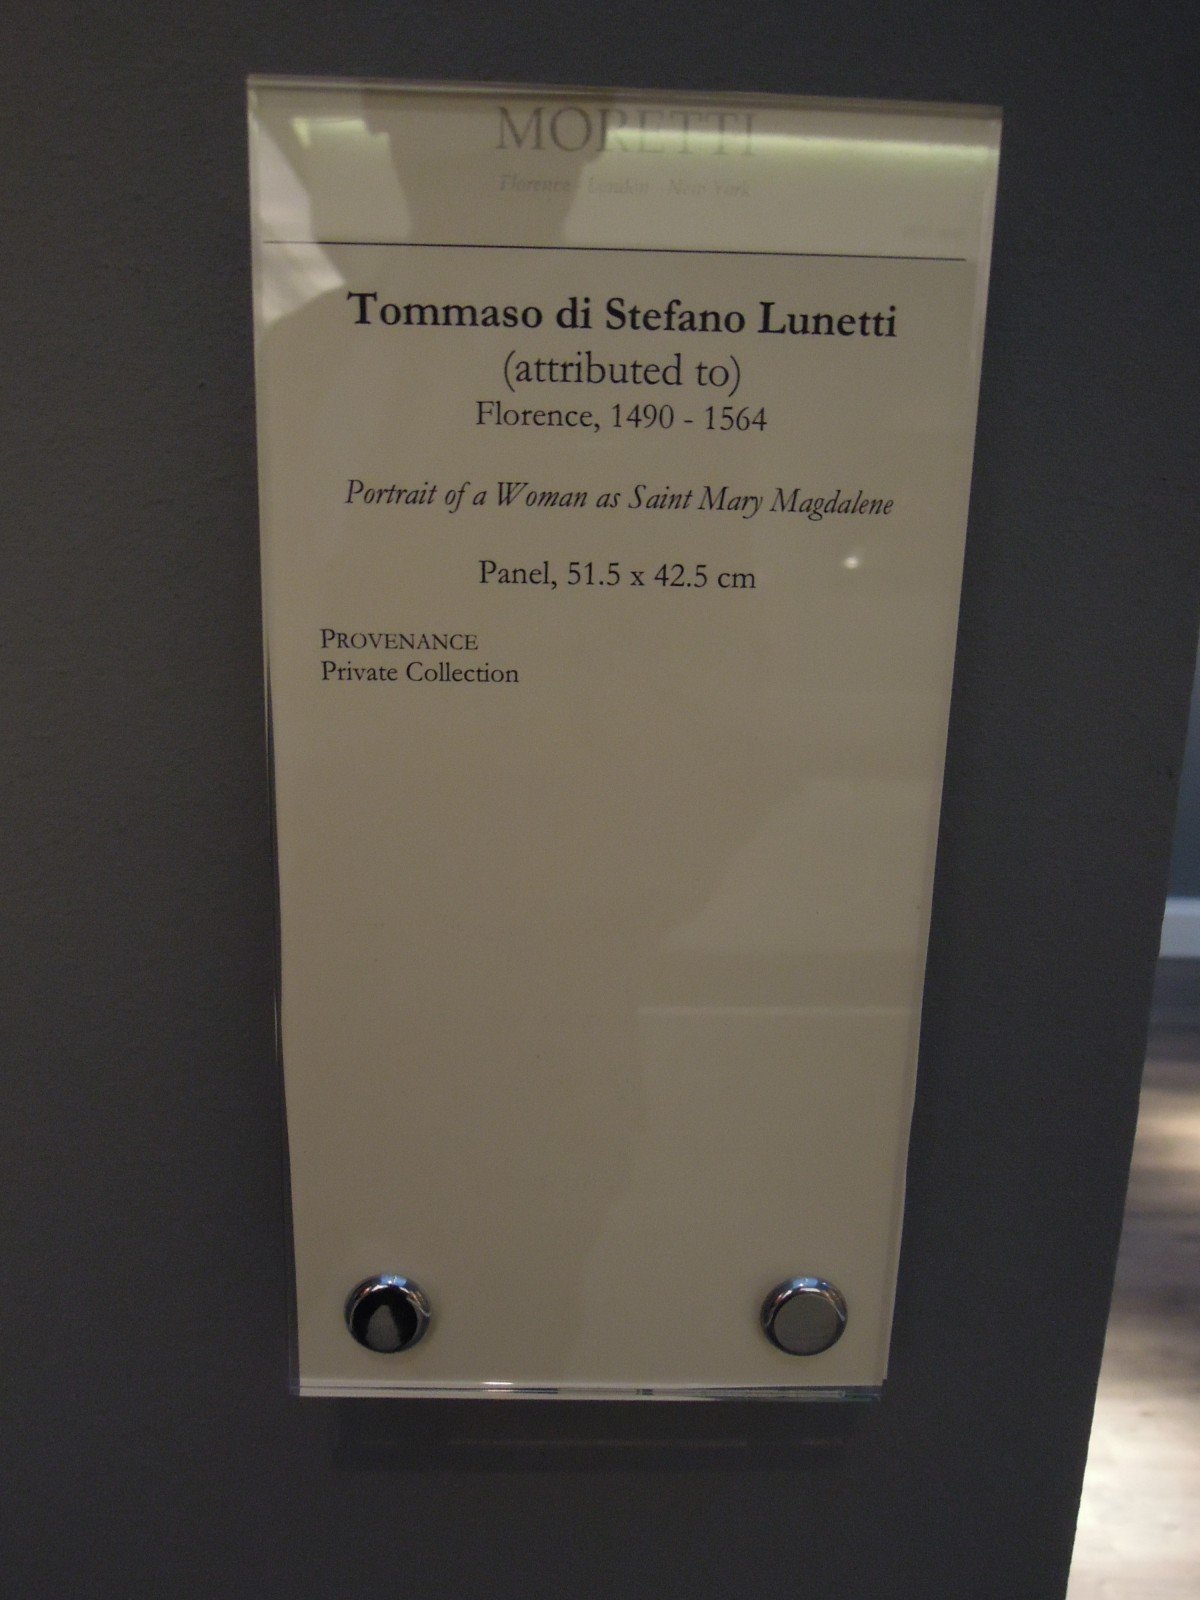 MORETTI
Florence - London - New York
Tommaso di Stefano Lunetti
(attributed to)
Florence, 1490 - 1564
Portrait of a Woman as Saint Mary Magdalene
Panel, 51.5 x 42.5 cm
PROVENANCE
Private Collection